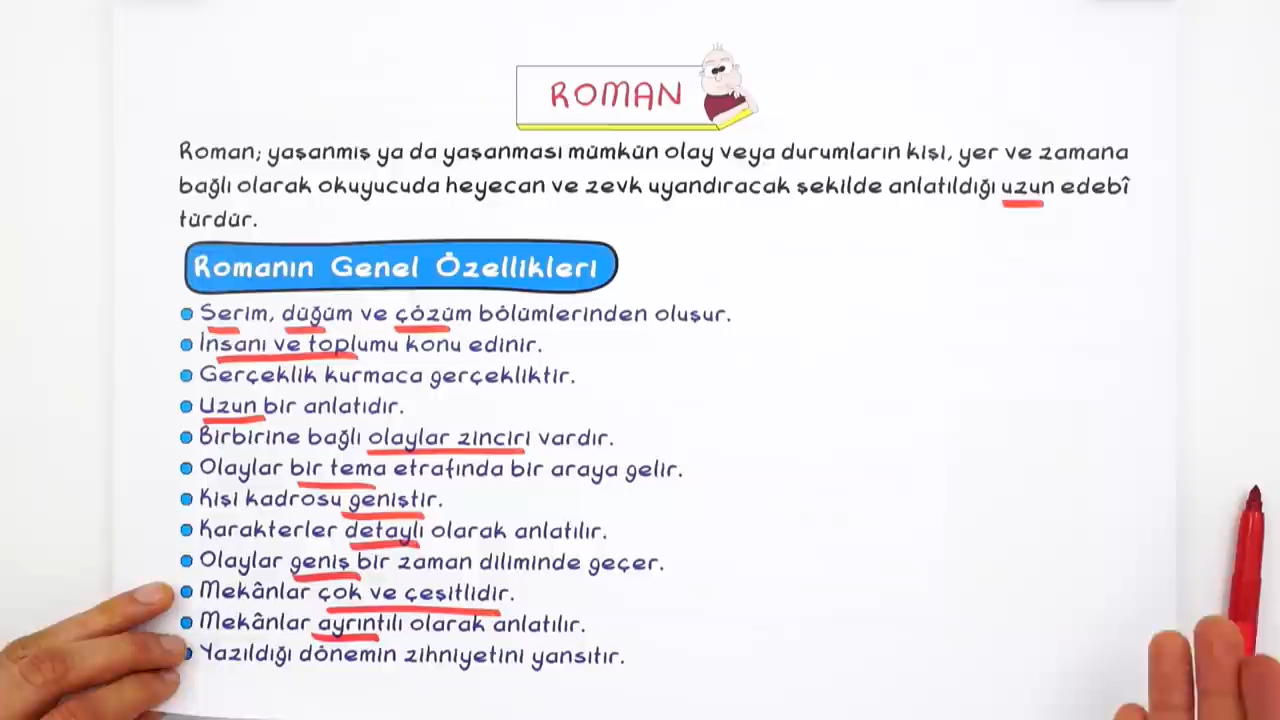 ROMAN
Roman; yaşanmış ya da yaşanması mümkün olay veya durumların kişi, yer ve zamana
bağlı olarak okuyucuda heyecan ve zevk uyandıracak şekilde anlatıldığı uzun edebî
türdür.
Romanın Genel Özellikleri
Serim, düğüm ve çözüm bölümlerinden oluşur.
İnsanı ve toplumu konu edinir.
Gerçeklik kurmaca gerçekliktir.
Uzun bir anlatıdır.
Birbirine bağlı olaylar zinciri vardır.
Olaylar bir tema etrafında bir araya gelir.
Kişi kadrosu geniştir.
Karakterler detaylı olarak anlatılır.
Olaylar geniş bir zaman diliminde geçer.
Mekânlar çok ve çeşitlidir.
Mekânlar ayrıntılı olarak anlatılır.
Yazıldığı dönemin zihniyetini yansıtır.